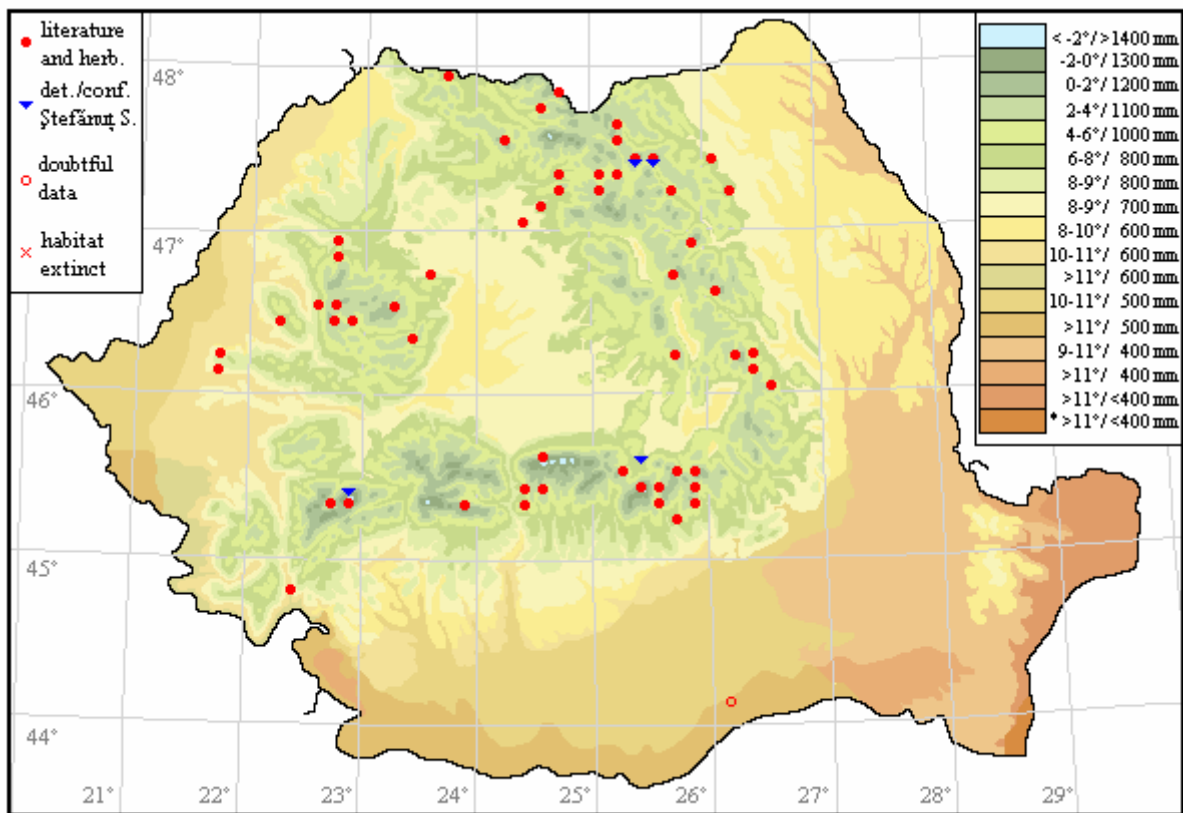 literature
and herb.
det./conf.
Ştefănuţ S.
doubtful
data
habitat
extinct
< -2°/>1400 mm
-2-0°/ 1300 mm
0-2°/ 1200 mm
2-4°/ 1100 mm
4-6°/ 1000 mm
6-8°/ 800 mm
8-9°/ 800 mm
8-9°/ 700 mm
8-10°/ 600 mm
10-11°/ 600 mm
>11°/ 600 mm
10-11°/ 500 mm
>11°/ 500 mm
9-11°/ 400 mm
>11°/ 400 mm
>11°/<400 mm
* >11°/<400 mm
48°
47°
46°
45°
44°
21° 22° 23° 24° 25° 26° 27° 28° 29°